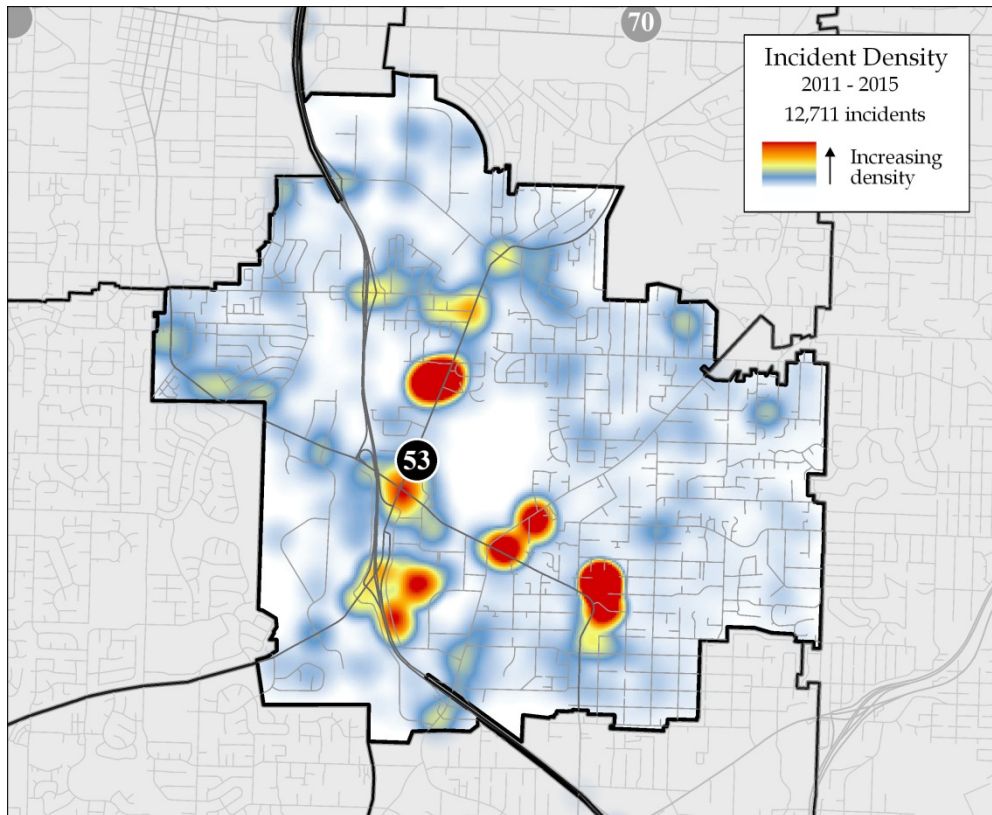 70
Incident Density
2011 - 2015
12,711 incidents
Increasing
density
53